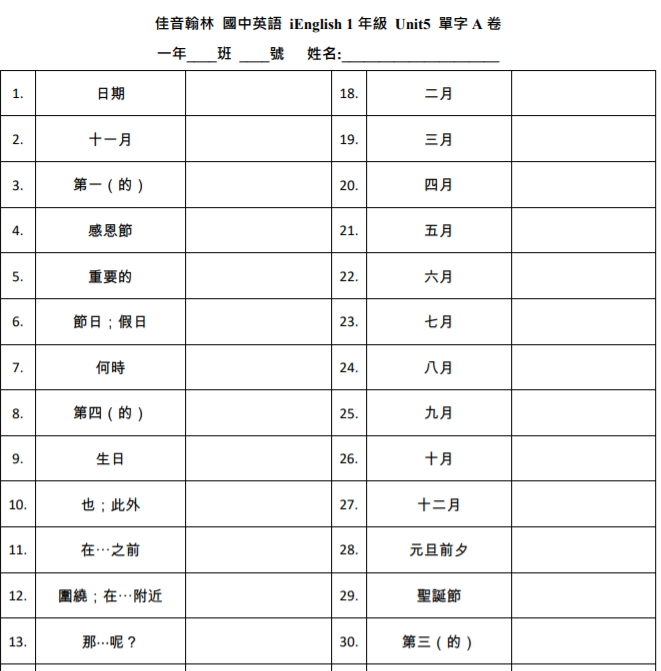 佳音翰林 國中英語 iEnglish 1 年級 Unit5 單字 A 卷
一年____班 ____號 姓名:____________________
1. 日期 18. 二月
2. 十一月 19. 三月
3. 第一（的） 20. 四月
4. 感恩節 21. 五月
5. 重要的 22. 六月
6. 節日；假日 23. 七月
7. 何時 24. 八月
8. 第四（的） 25. 九月
9. 生日 26. 十月
10. 也；此外 27. 十二月
11. 在…之前 28. 元旦前夕
12. 圍繞；在…附近 29. 聖誕節
13. 那…呢？ 30. 第三（的）